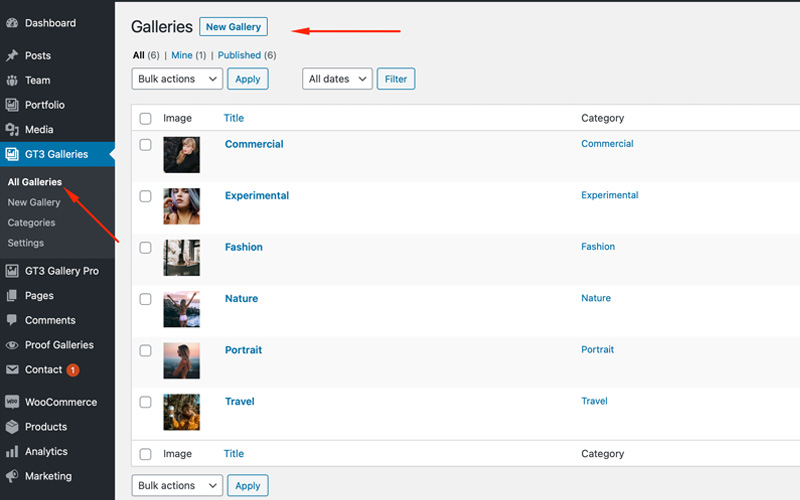 Dashboard
Posts
Team
Portfolio
Media
GT3 Galleries
All Galleries
New Gallery
Categories
Settings
GT3 Gallery Pro
Pages
Comments
Proof Galleries
Contact 1
WooCommerce
Products
Analytics
Marketing
Galleries New Gallery
All (6) | Mine (1) | Published (6)
Bulk actions Apply All dates Filter
Image Title Category
Commercial Commercial
Experimental Experimental
Fashion Fashion
Nature Nature
Portrait Portrait
Travel Travel
Image Title Category
Bulk actions Apply